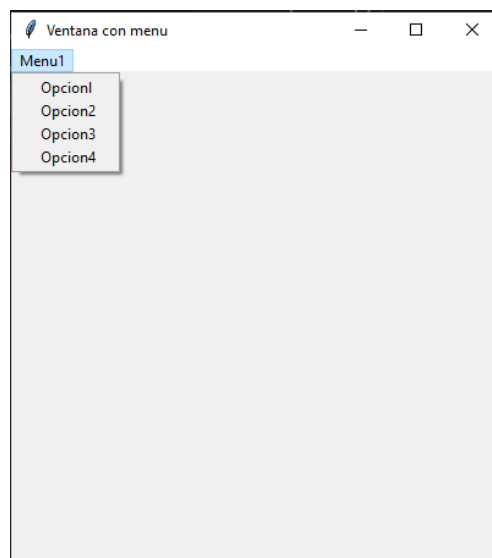 Ventana con menu
Menu1
Opcionl
Opcion2
Opcion3
Opcion4